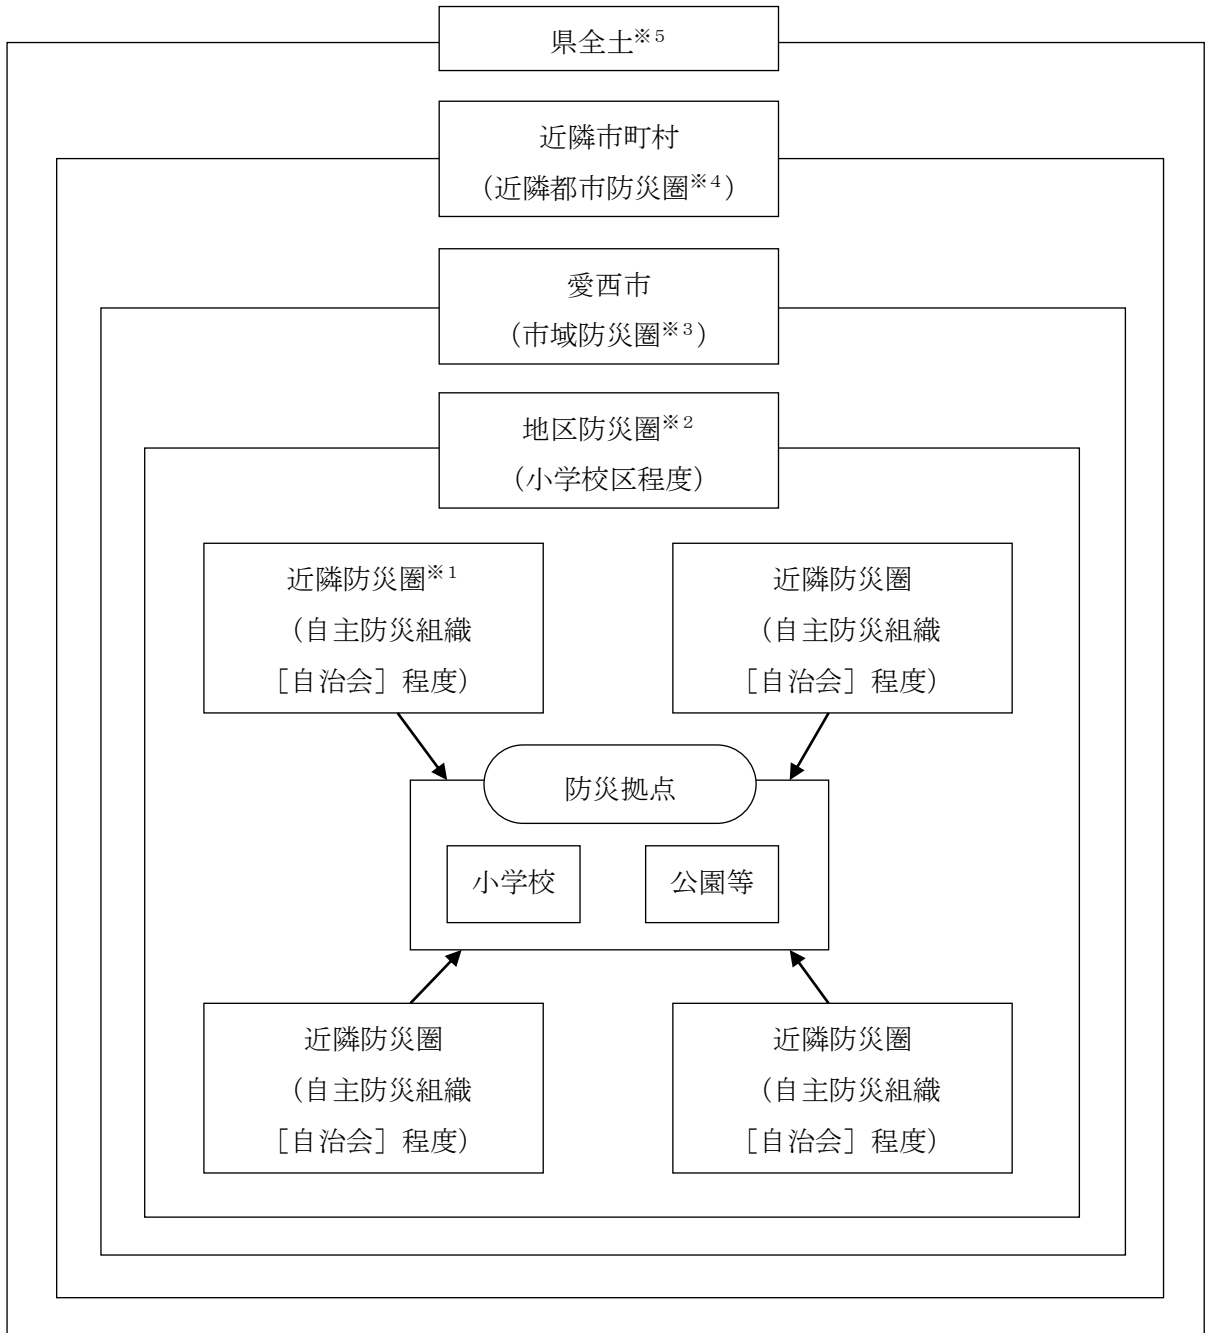 県全土※5
近隣市町村
（近隣都市防災圏※4）
愛西市
（市域防災圏※3）
地区防災圏※2
（小学校区程度）
近隣防災圏※1
（自主防災組織
［自治会］程度）
近隣防災圏
（自主防災組織
［自治会］程度）
防災拠点
小学校
公園等
近隣防災圏
（自主防災組織
［自治会］程度）
近隣防災圏
（自主防災組織
［自治会］程度）